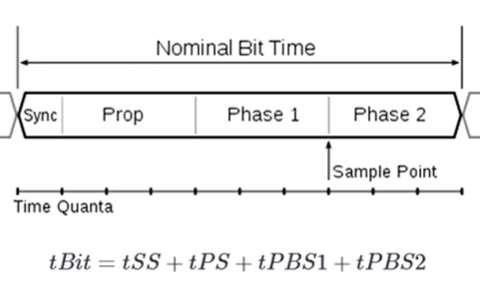 Nominal Bit Time
Sync Prop Phase 1 Phase 2
Sample Point
Time Quanta
tBit = tSS + tPS + tPBS1 + tPBS2